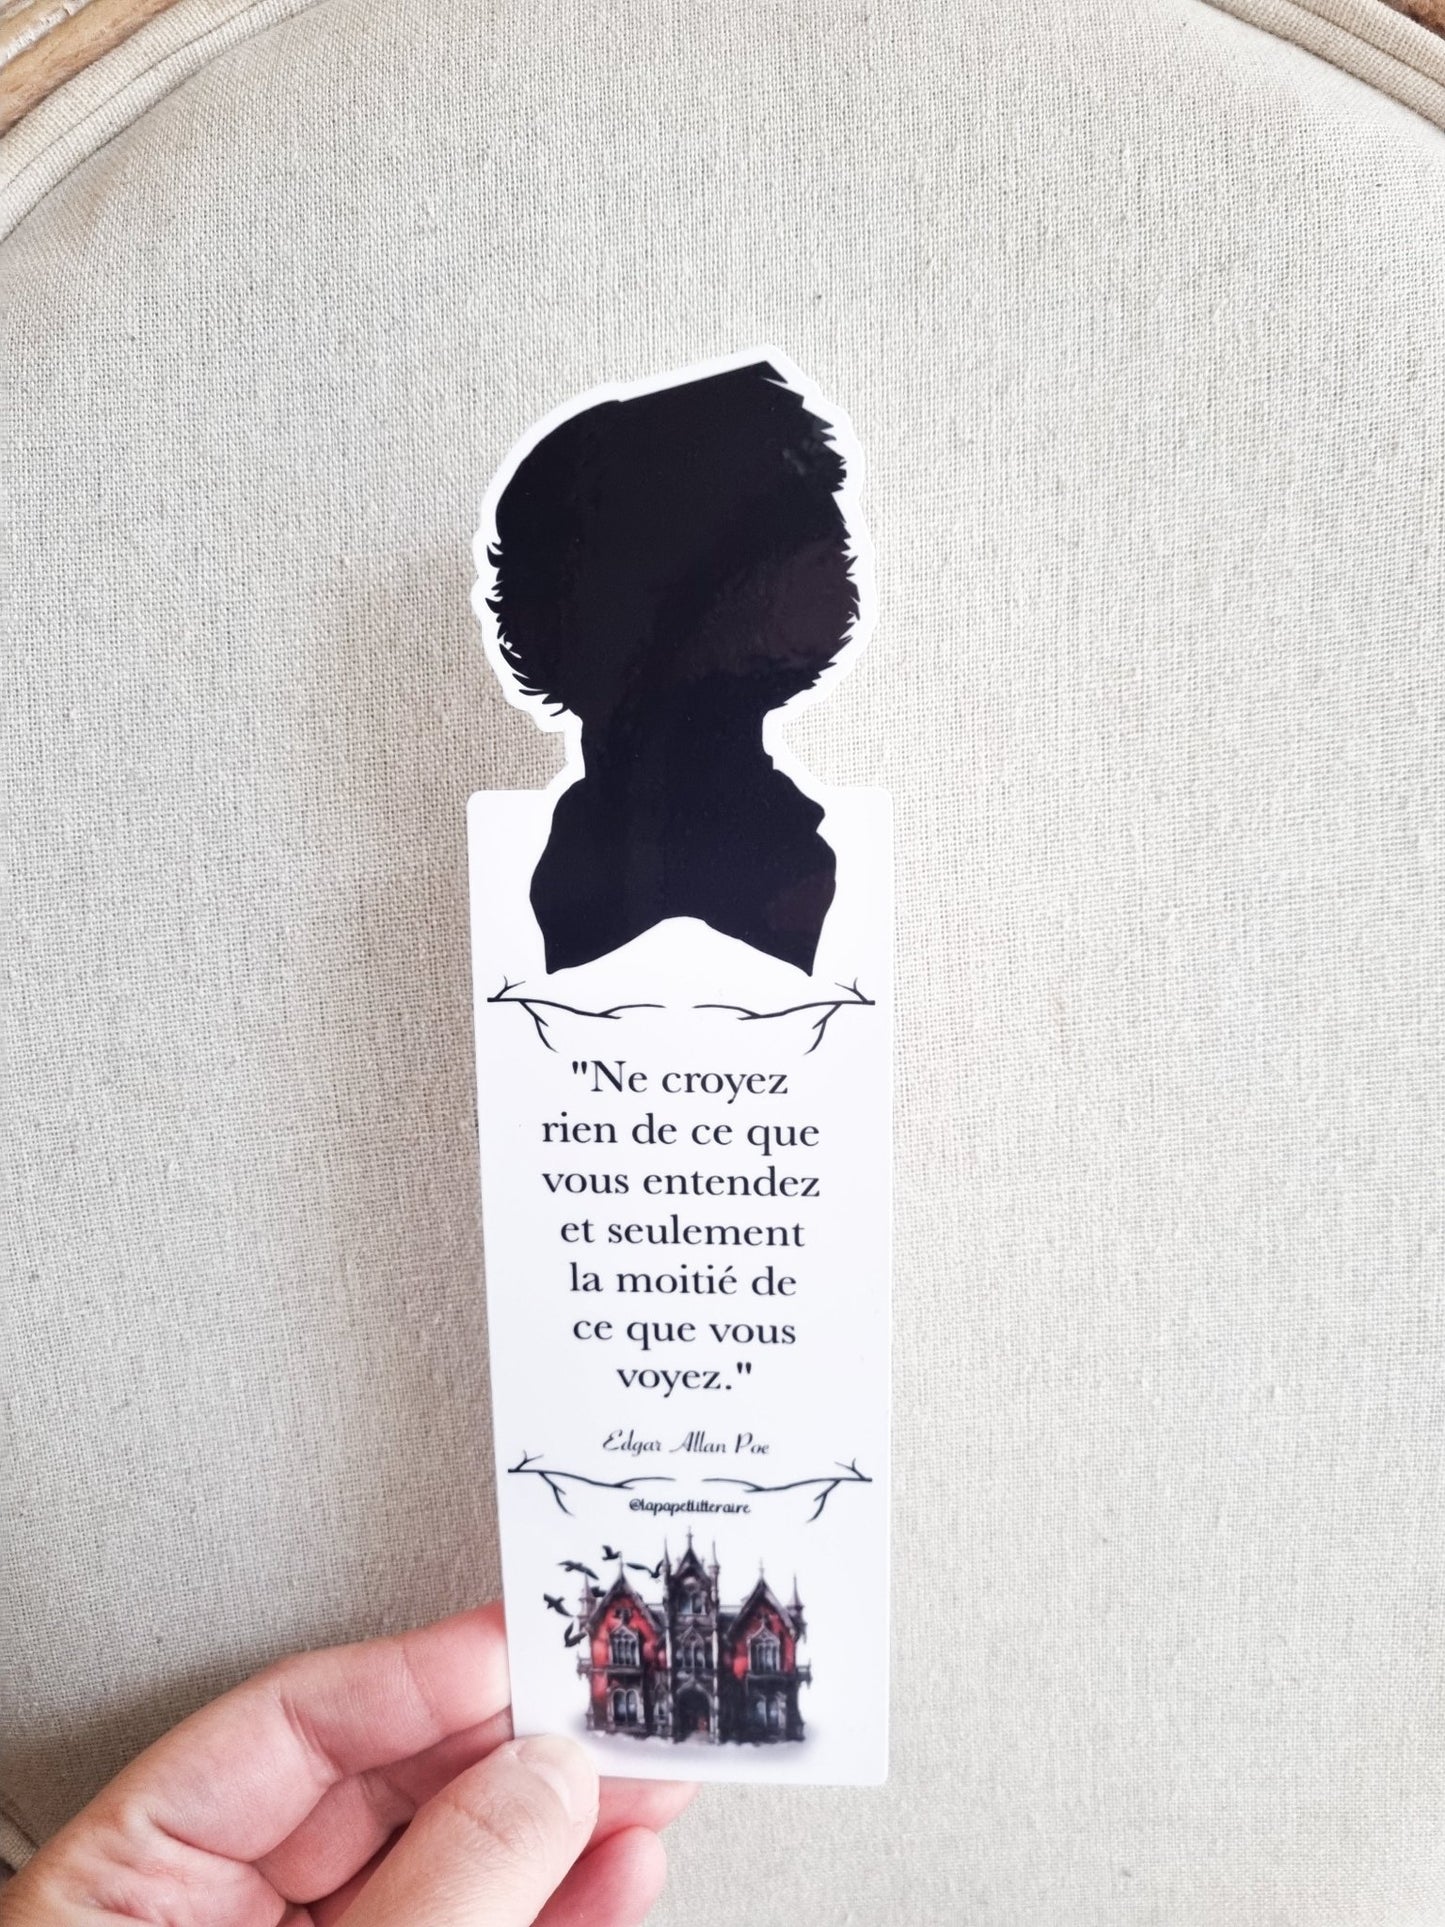 "Ne croyez
rien de ce que
vous entendez
et seulement
la moitié de
ce que vous
voyez."
Edgar Allan Poe
@lapapetlitteraire